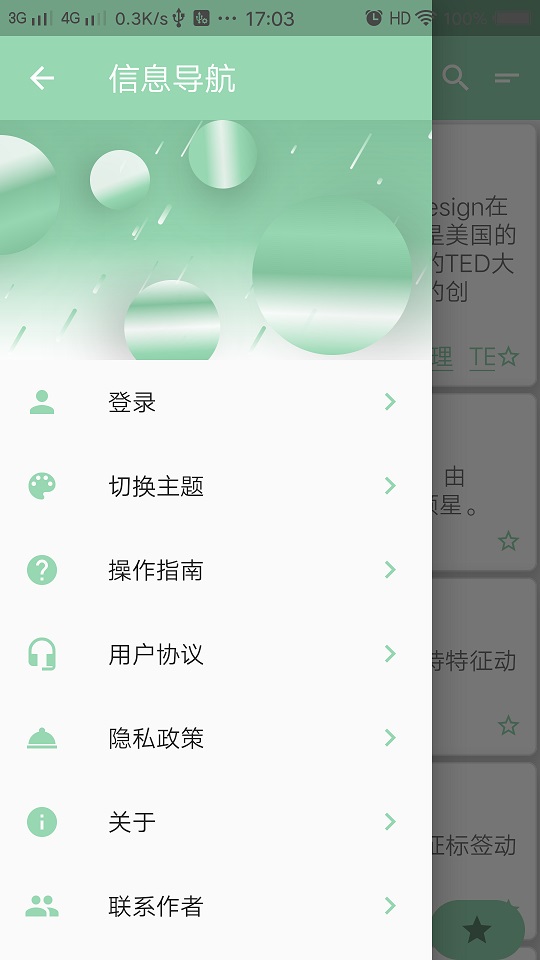 3G 4G 0.3K/s ··· 17:03 HD 100%
信息导航
esign在
是美国的
的TED大
的创
理 TE
登录
由
切换主题
颗星。
操作指南
用户协议
特特征动
隐私政策
关于
征标签动
联系作者